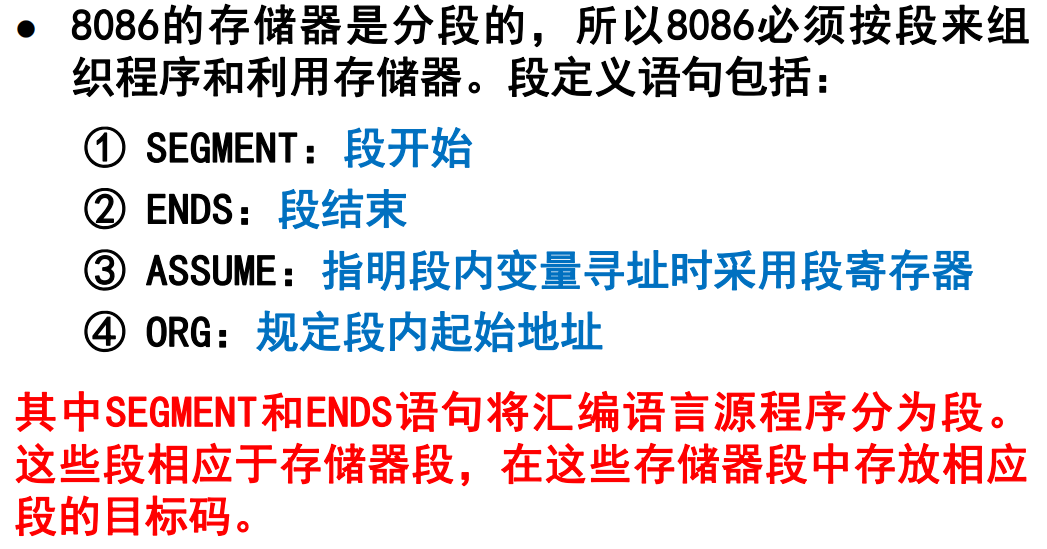 ● 8086的存储器是分段的，所以8086必须按段来组
织程序和利用存储器。段定义语句包括：
① SEGMENT：段开始
② ENDS：段结束
③ ASSUME：指明段内变量寻址时采用段寄存器
④ ORG：规定段内起始地址
其中SEGMENT和ENDS语句将汇编语言源程序分为段。
这些段相应于存储器段，在这些存储器段中存放相应
段的目标码。